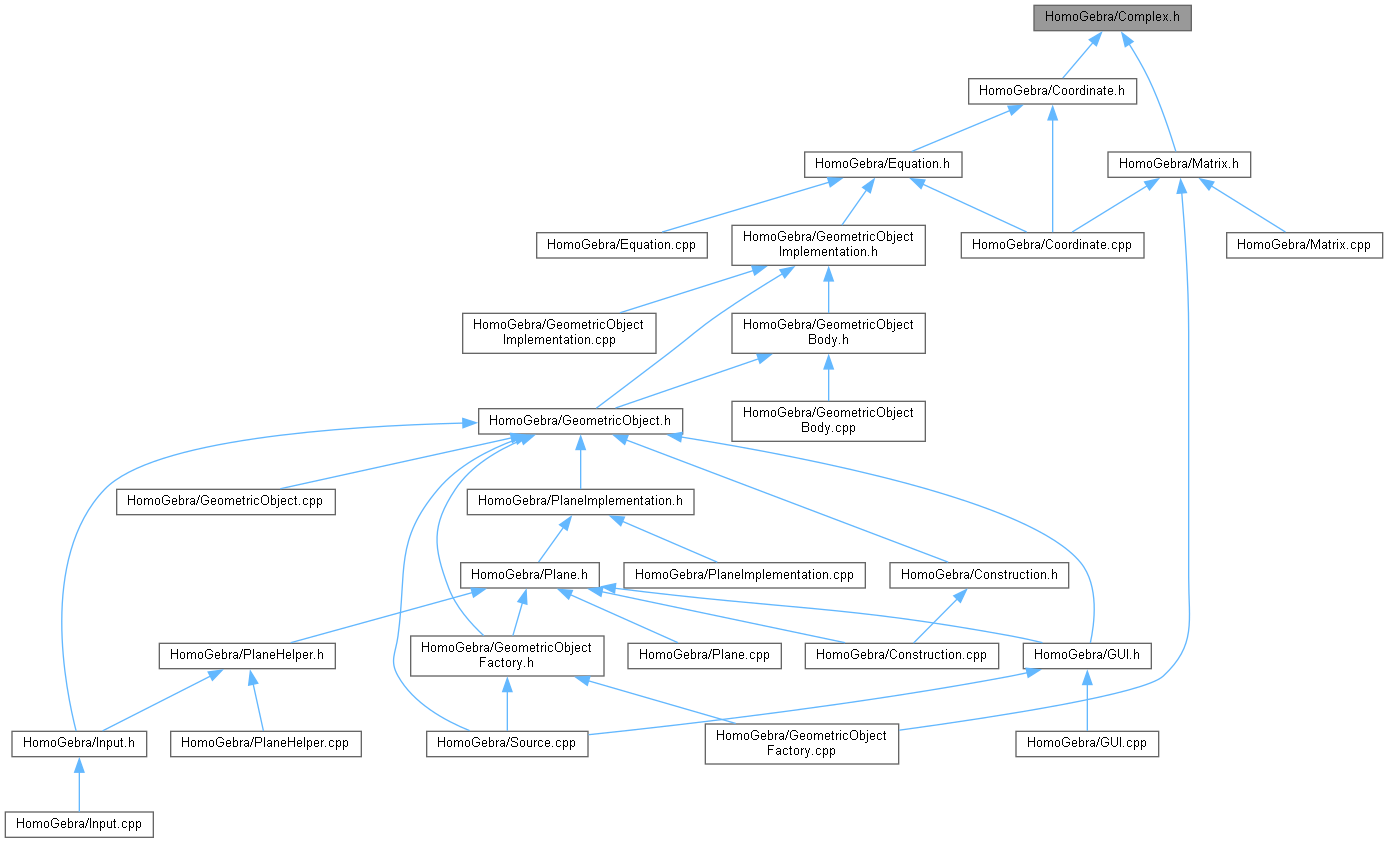 HomoGebra/Complex.h
HomoGebra/Coordinate.h
HomoGebra/Equation.h
HomoGebra/Matrix.h
HomoGebra/Equation.cpp
HomoGebra/GeometricObject
Implementation.h
HomoGebra/Coordinate.cpp
HomoGebra/Matrix.cpp
HomoGebra/GeometricObject
Implementation.cpp
HomoGebra/GeometricObject
Body.h
HomoGebra/GeometricObject.h
HomoGebra/GeometricObject
Body.cpp
HomoGebra/GeometricObject.cpp
HomoGebra/PlaneImplementation.h
HomoGebra/Plane.h
HomoGebra/PlaneImplementation.cpp
HomoGebra/Construction.h
HomoGebra/PlaneHelper.h
HomoGebra/GeometricObject
Factory.h
HomoGebra/Plane.cpp
HomoGebra/Construction.cpp
HomoGebra/GUI.h
HomoGebra/Input.h
HomoGebra/PlaneHelper.cpp
HomoGebra/Source.cpp
HomoGebra/GeometricObject
Factory.cpp
HomoGebra/GUI.cpp
HomoGebra/Input.cpp